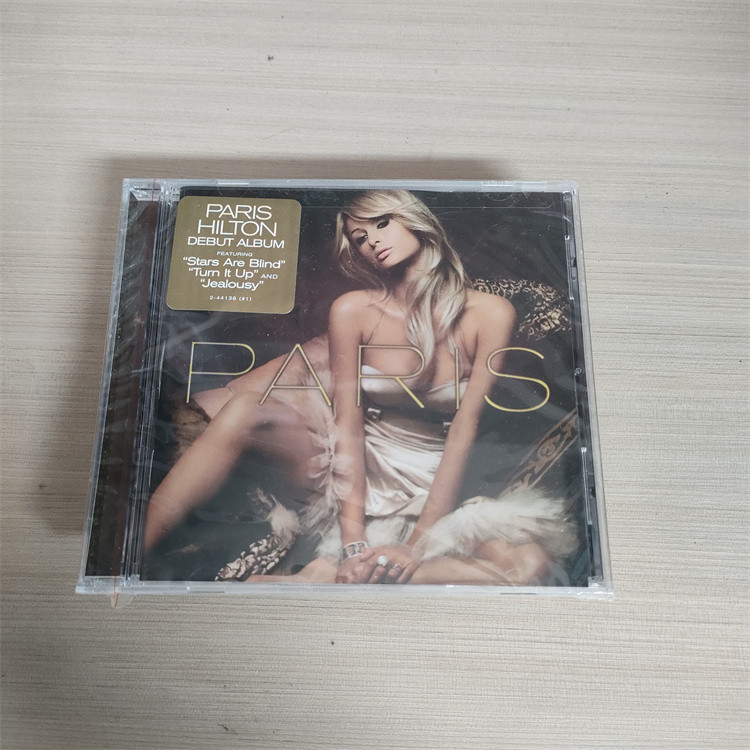 PARIS
HILTON
DEBUT ALBUM
FEATURING
"Stars Are Blind"
"Turn It Up" AND
"Jealousy"
2-44138 (#1)
PARIS